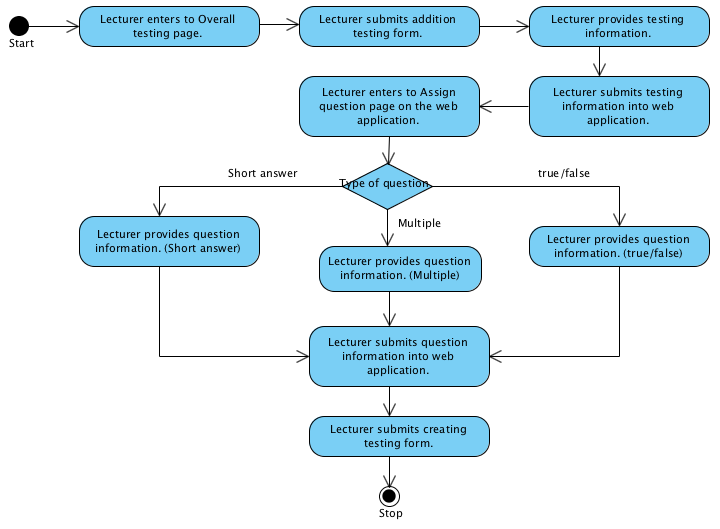 Lecturer enters to Overall
testing page.
Lecturer submits addition
testing form.
Lecturer provides testing
information.
Start
Lecturer enters to Assign
question page on the web
application.
Lecturer submits testing
information into web
application.
Type of question
Short answer
true/false
Multiple
Lecturer provides question
information. (Short answer)
Lecturer provides question
information. (Multiple)
Lecturer provides question
information. (true/false)
Lecturer submits question
information into web
application.
Lecturer submits creating
testing form.
Stop